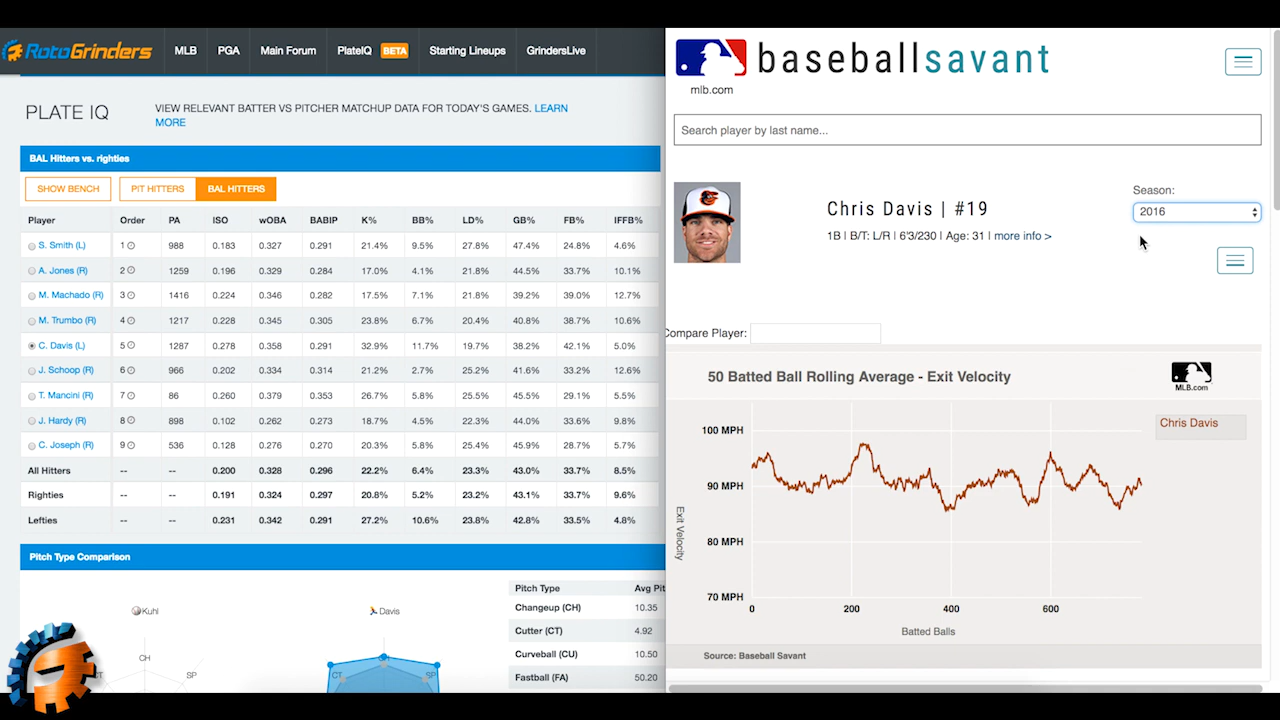 RotoGrinders MLB PGA Main Forum PlateIQ BETA Starting Lineups GrindersLive
PLATE IQ
VIEW RELEVANT BATTER VS PITCHER MATCHUP DATA FOR TODAY'S GAMES. LEARN
MORE
BAL Hitters vs. righties
SHOW BENCH PIT HITTERS BAL HITTERS
Player Order PA ISO wOBA BABIP K% BB% LD% GB% FB% IFFB%
S. Smith (L) 1 988 0.183 0.327 0.291 21.4% 9.5% 27.8% 47.4% 24.8% 4.6%
A. Jones (R) 2 1259 0.196 0.329 0.284 17.0% 4.1% 21.8% 44.5% 33.7% 10.1%
M. Machado (R) 3 1416 0.224 0.346 0.282 17.5% 7.1% 21.8% 39.2% 39.0% 12.7%
M. Trumbo (R) 4 1217 0.228 0.345 0.305 23.8% 6.7% 20.4% 40.8% 38.7% 10.6%
C. Davis (L) 5 1287 0.278 0.358 0.291 32.9% 11.7% 19.7% 38.2% 42.1% 5.0%
J. Schoop (R) 6 966 0.202 0.334 0.314 21.2% 2.7% 25.2% 41.6% 33.2% 12.6%
T. Mancini (R) 7 86 0.260 0.379 0.353 26.7% 5.8% 25.5% 45.5% 29.1% 5.5%
J. Hardy (R) 8 898 0.102 0.262 0.273 18.7% 4.5% 22.3% 44.0% 33.6% 9.8%
C. Joseph (R) 9 536 0.128 0.276 0.270 20.3% 5.8% 25.4% 45.9% 28.7% 5.7%
All Hitters -- -- 0.200 0.328 0.296 22.2% 6.4% 23.3% 43.0% 33.7% 8.5%
Righties -- -- 0.191 0.324 0.297 20.8% 5.2% 23.2% 43.1% 33.7% 9.6%
Lefties -- -- 0.231 0.342 0.291 27.2% 10.6% 23.8% 42.8% 33.5% 4.8%
Pitch Type Comparison
Kuhl
Davis
CH
CT SP
CH
CT SP
Pitch Type Avg Pit
Changeup (CH) 10.35
Cutter (CT) 4.92
Curveball (CU) 10.50
Fastball (FA) 50.20
baseballsavant
mlb.com
Search player by last name...
Season:
2016
Chris Davis | #19
1B | B/T: L/R | 6'3/230 | Age: 31 | more info >
Compare Player:
50 Batted Ball Rolling Average - Exit Velocity
MLB.com
Chris Davis
100 MPH
90 MPH
80 MPH
70 MPH
Exit Velocity
0 200 400 600
Batted Balls
Source: Baseball Savant